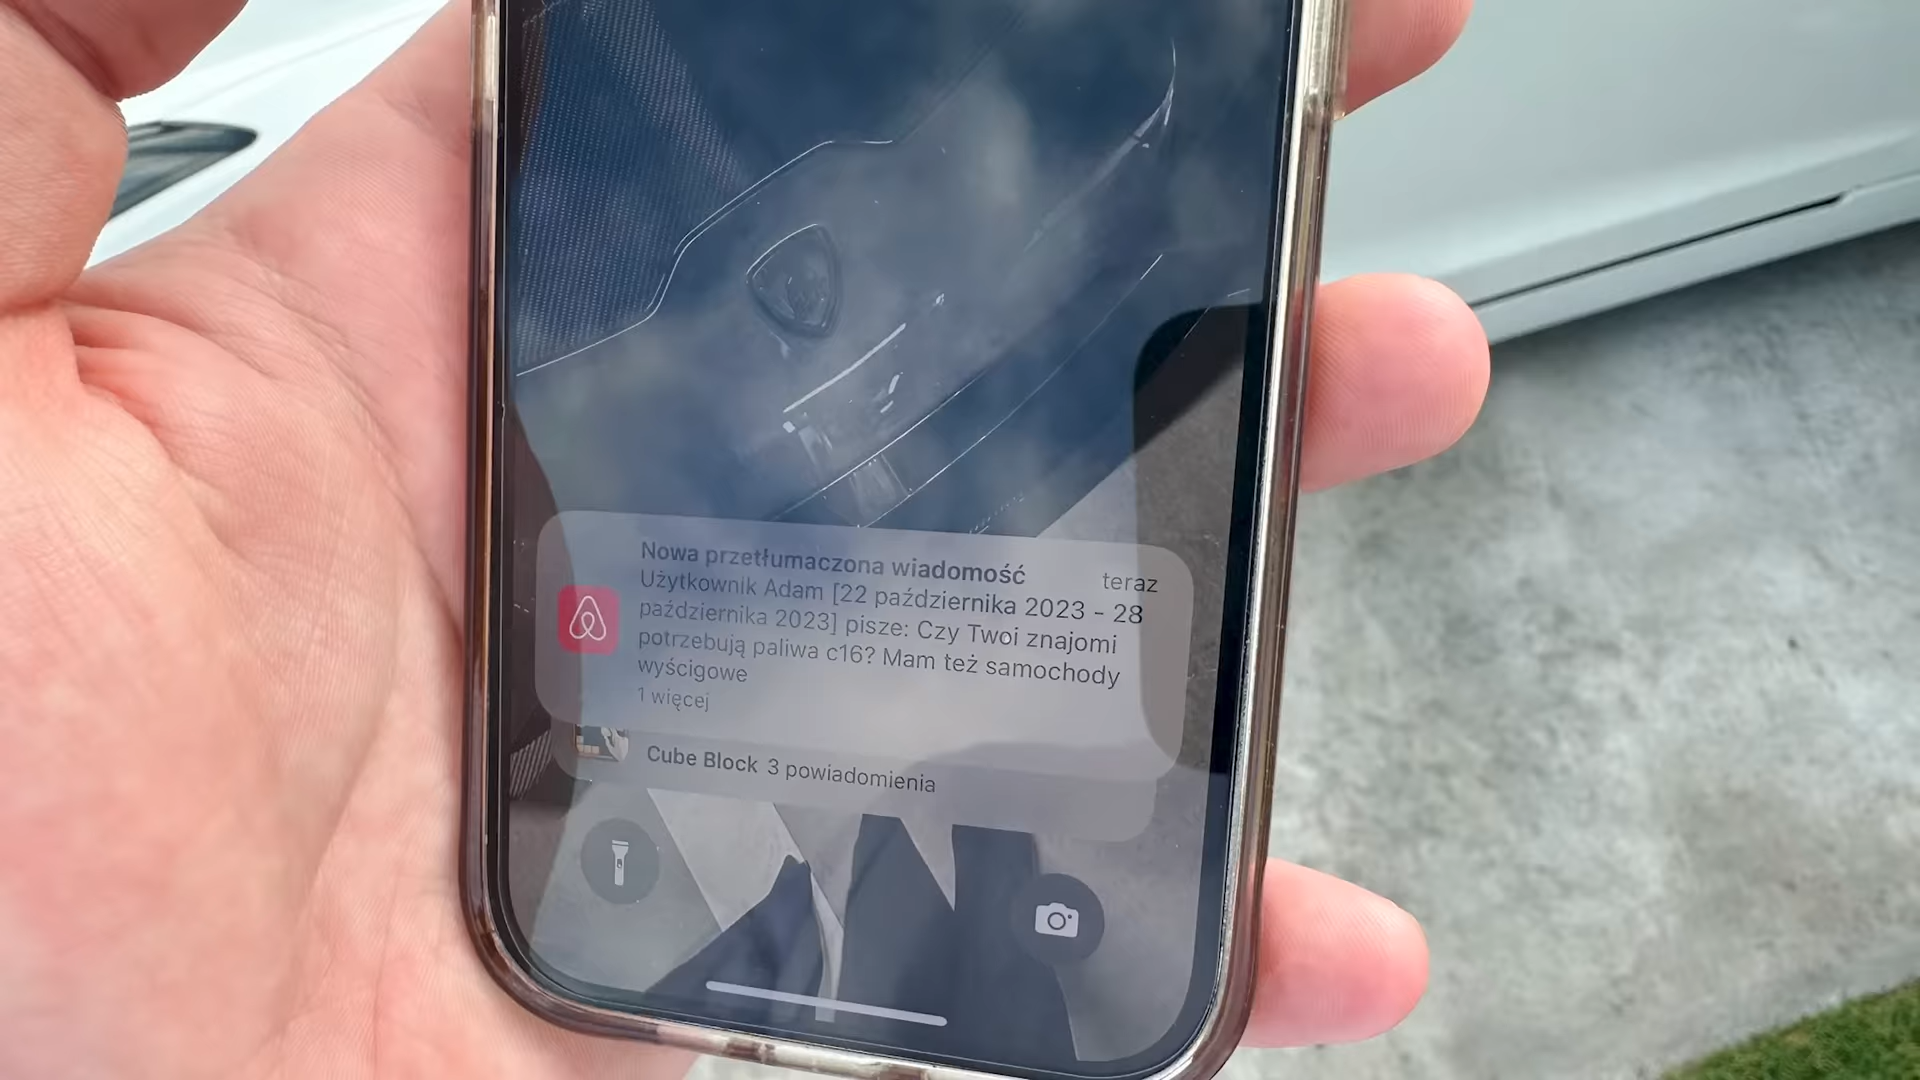 Nowa przetłumaczona wiadomość
teraz
Użytkownik Adam [22 października 2023 – 28
października 2023] pisze: Czy Twoi znajomi
potrzebują paliwa c16? Mam też samochody
wyścigowe
1 więcej
Cube Block 3 powiadomienia